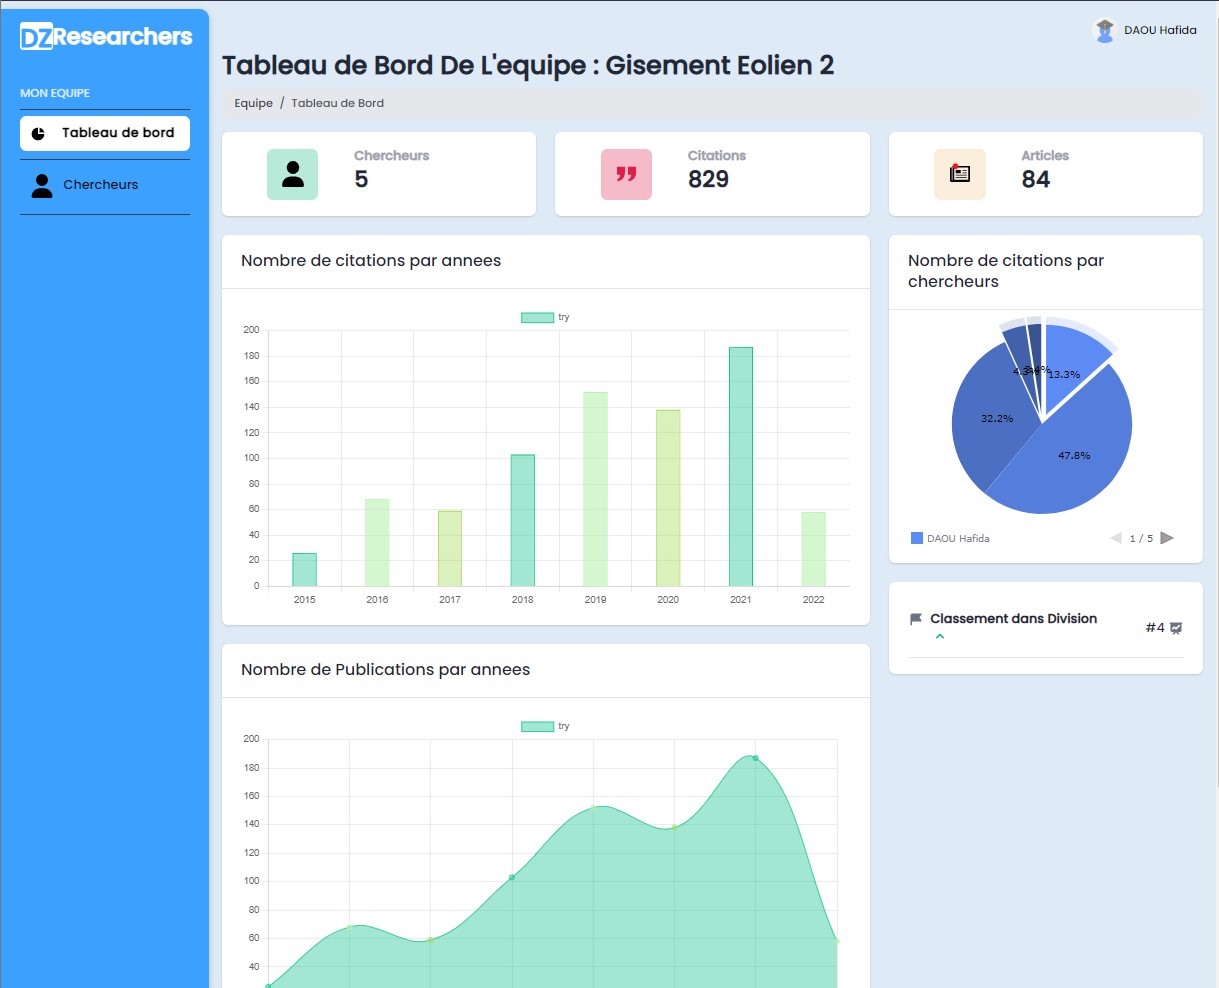 DZResearchers
DAOU Hafida
Tableau de Bord De L'equipe : Gisement Eolien 2
MON EQUIPE
Equipe / Tableau de Bord
Tableau de bord
Chercheurs
Chercheurs
5
Citations
829
Articles
84
Nombre de citations par annees
try
200
180
160
140
120
100
80
60
40
20
0
2015 2016 2017 2018 2019 2020 2021 2022
Nombre de citations par
chercheurs
13.3%
32.2%
47.8%
DAOU Hafida
1 / 5
Classement dans Division
#4
Nombre de Publications par annees
try
200
180
160
140
120
100
80
60
40